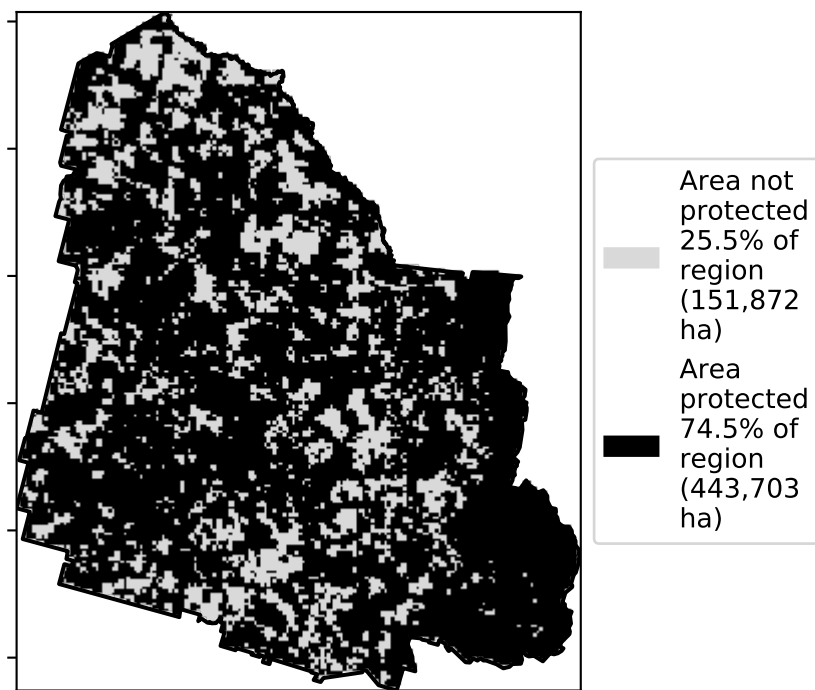 Area not
protected
25.5% of
region
(151,872
ha)
Area
protected
74.5% of
region
(443,703
ha)